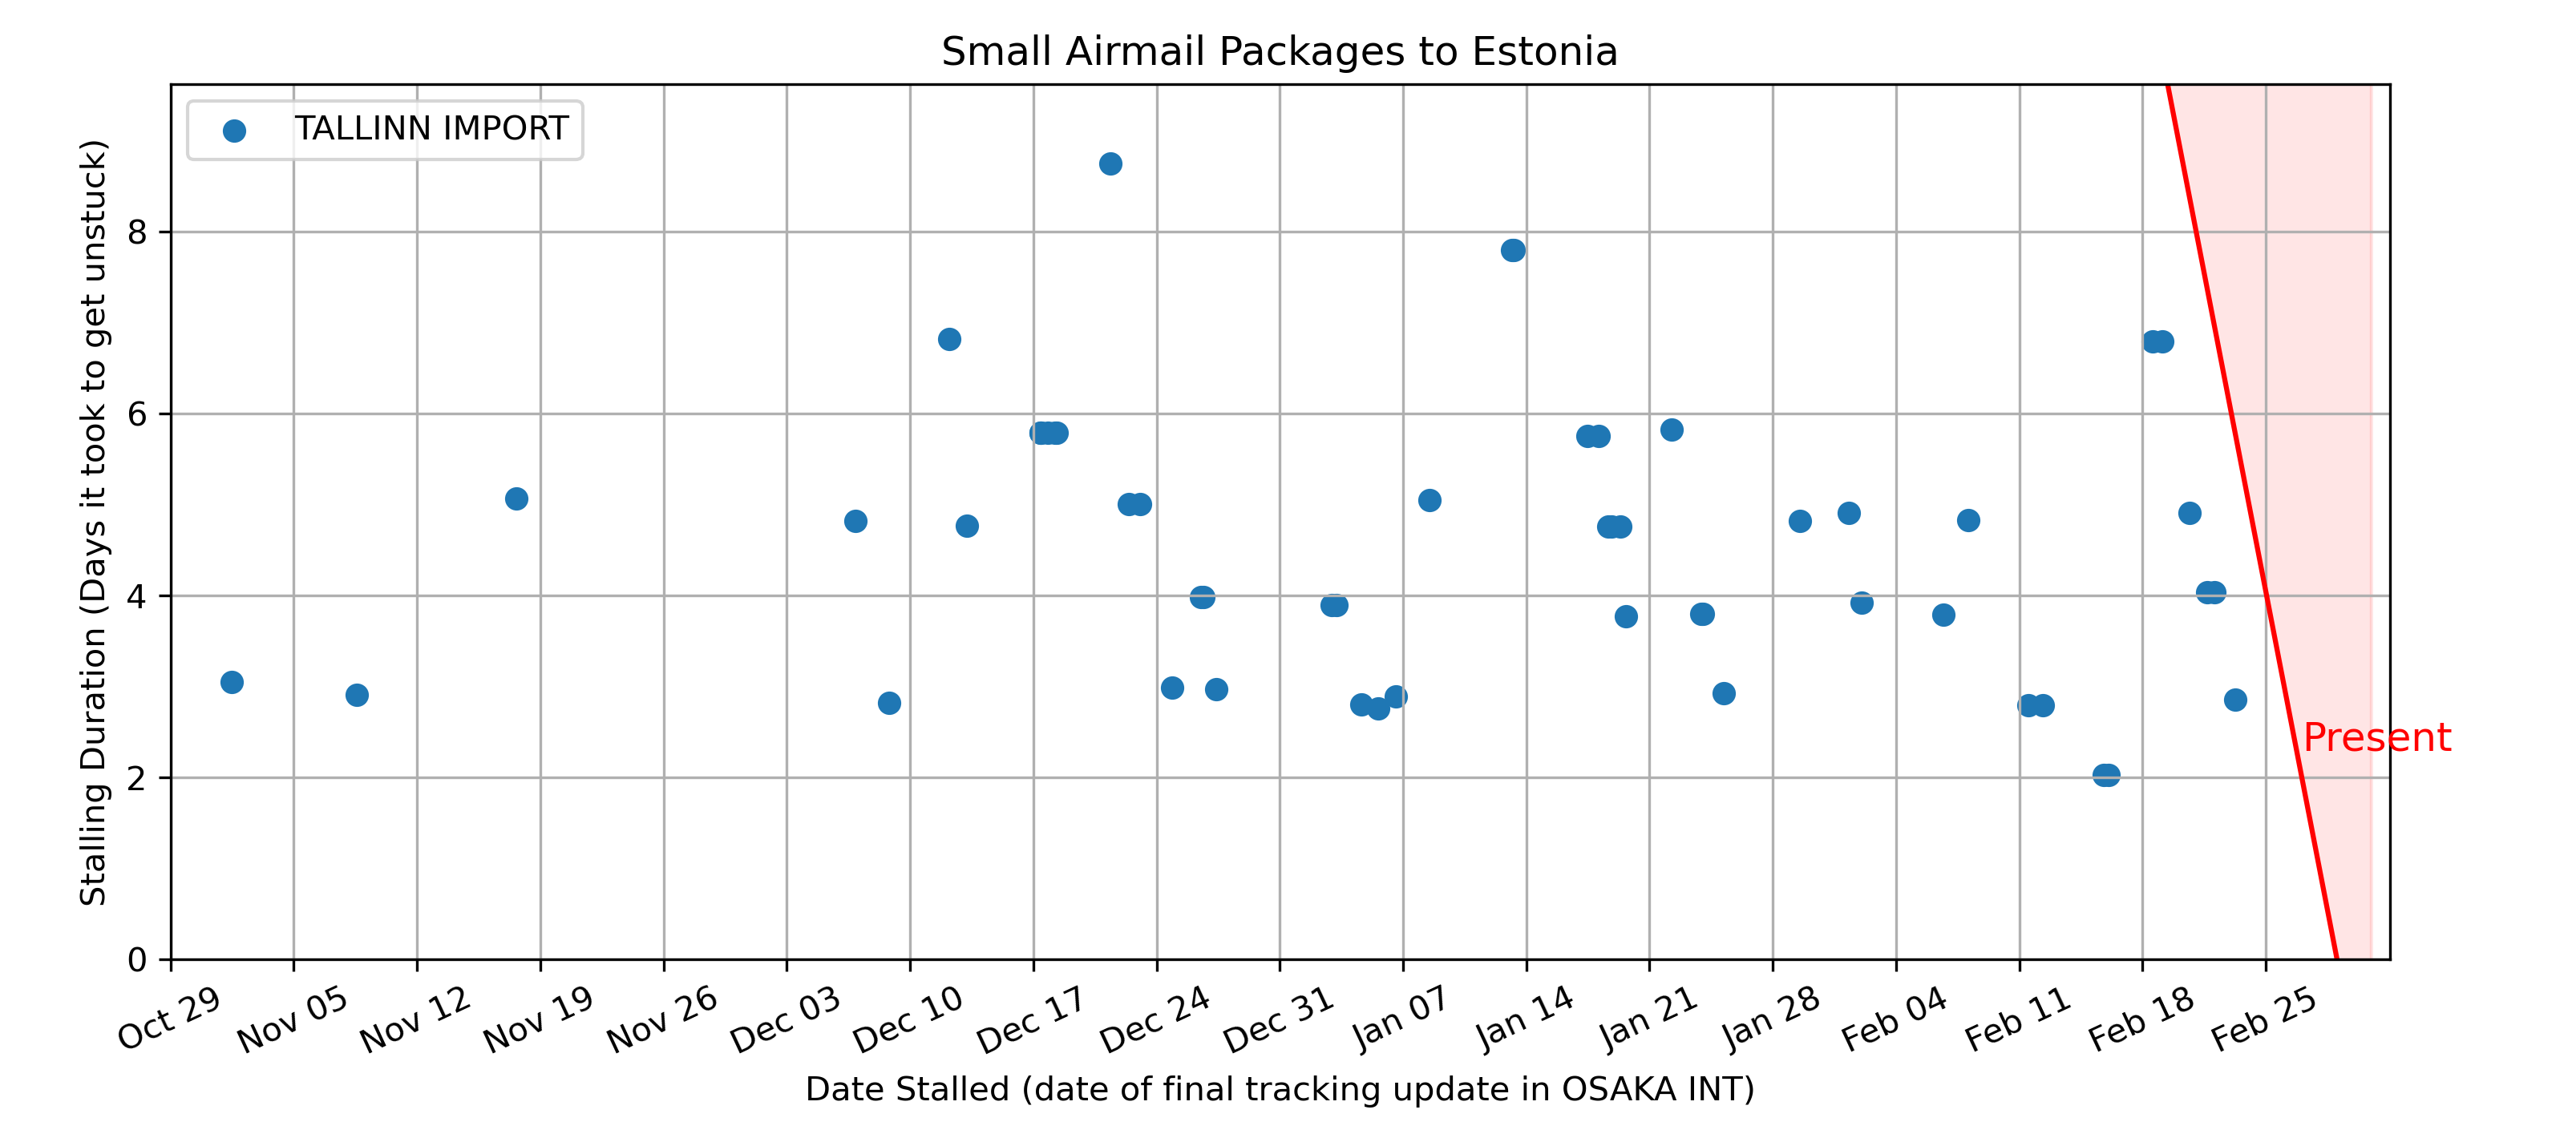 Small Airmail Packages to Estonia
TALLINN IMPORT
Stalling Duration (Days it took to get unstuck)
8
6
4
2
0
Present
Oct 29
Nov 05
Nov 12
Nov 19
Nov 26
Dec 03
Dec 10
Dec 17
Dec 24
Dec 31
Jan 07
Jan 14
Jan 21
Jan 28
Feb 04
Feb 11
Feb 18
Feb 25
Date Stalled (date of final tracking update in OSAKA INT)